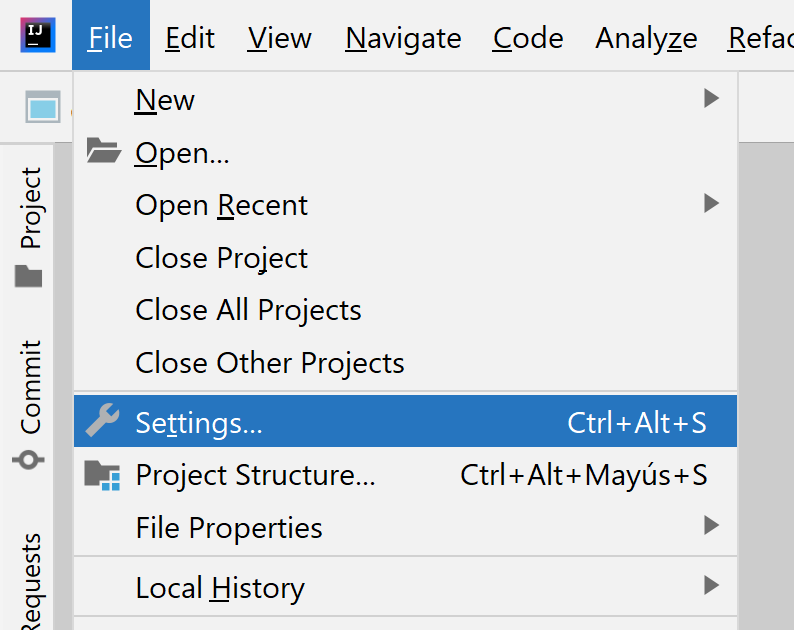 IJ
File Edit View Navigate Code Analyze
New
Open...
Open Recent
Close Project
Close All Projects
Close Other Projects
Settings... Ctrl+Alt+S
Project Structure... Ctrl+Alt+Mayús+S
File Properties
Local History
Project
Commit
Requests